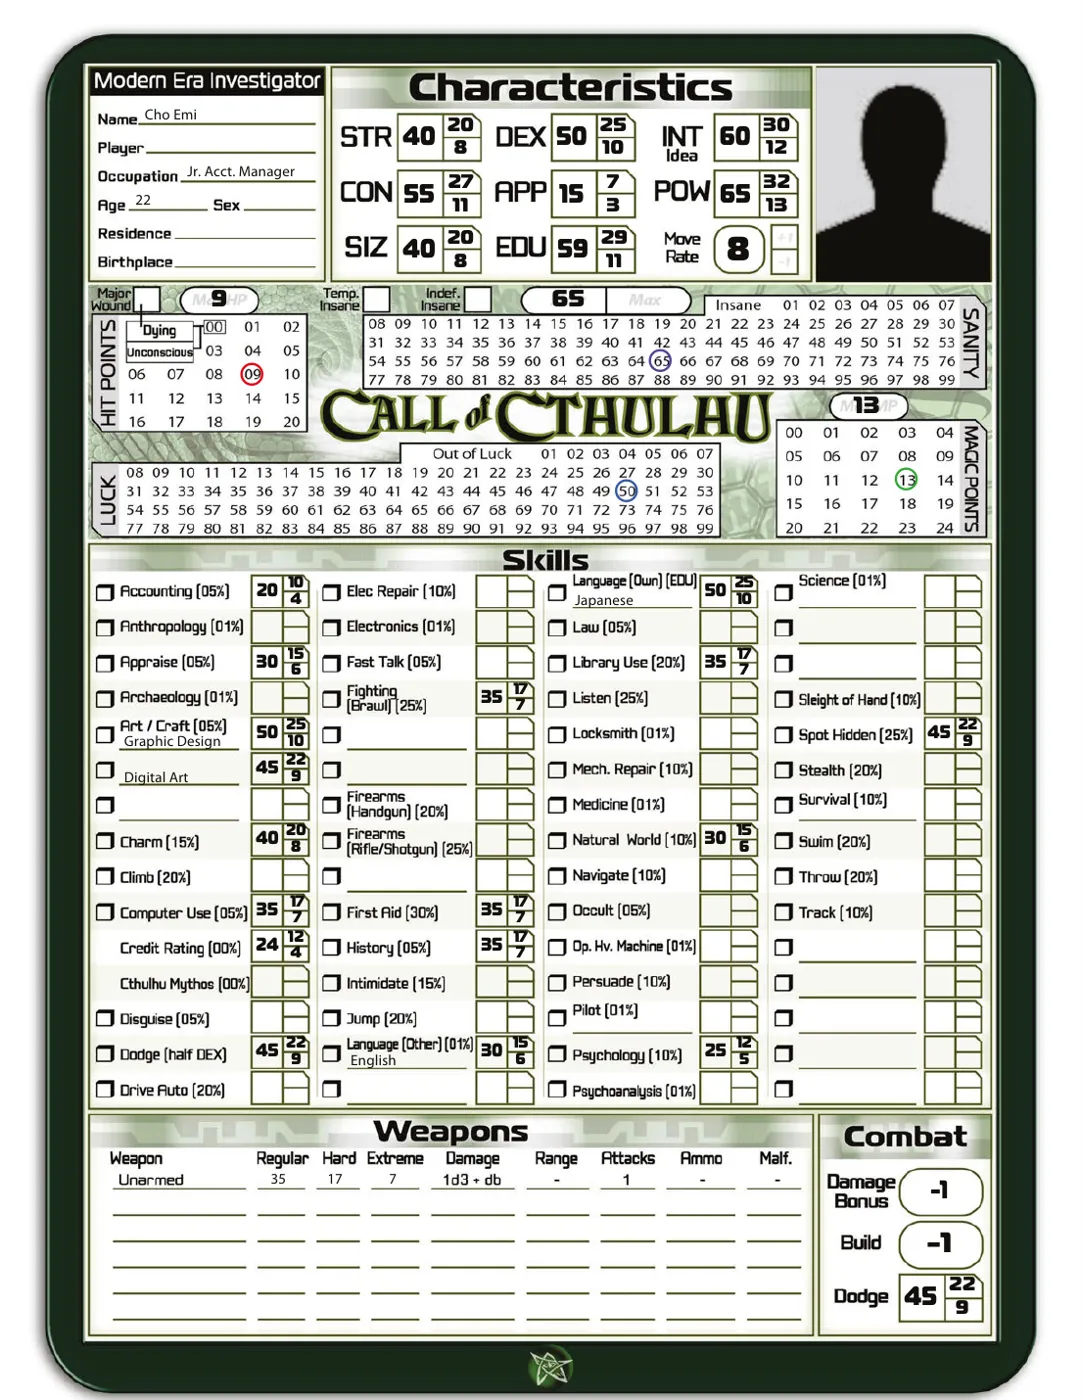 Modern Era Investigator
Name Cho Emi
Player
Occupation Jr. Acct. Manager
Age 22 Sex
Residence
Birthplace
Characteristics
STR 40 20 8 DEX 50 25 10 INT Idea 60 30 12
CON 55 27 11 APP 15 7 3 POW 65 32 13
SIZ 40 20 8 EDU 59 29 11 Move Rate 8 +1 -1
Major Wound 9
HIT POINTS
Dying 00 01 02
Unconscious 03 04 05
06 07 08 09 10
11 12 13 14 15
16 17 18 19 20
Temp. Insane Indef. Insane 65 Max
SANITY
Insane 01 02 03 04 05 06 07
08 09 10 11 12 13 14 15 16 17 18 19 20 21 22 23 24 25 26 27 28 29 30
31 32 33 34 35 36 37 38 39 40 41 42 43 44 45 46 47 48 49 50 51 52 53
54 55 56 57 58 59 60 61 62 63 64 65 66 67 68 69 70 71 72 73 74 75 76
77 78 79 80 81 82 83 84 85 86 87 88 89 90 91 92 93 94 95 96 97 98 99
CALL of CTHULHU
13
MAGIC POINTS
00 01 02 03 04
05 06 07 08 09
10 11 12 13 14
15 16 17 18 19
20 21 22 23 24
LUCK
Out of Luck 01 02 03 04 05 06 07
08 09 10 11 12 13 14 15 16 17 18 19 20 21 22 23 24 25 26 27 28 29 30
31 32 33 34 35 36 37 38 39 40 41 42 43 44 45 46 47 48 49 50 51 52 53
54 55 56 57 58 59 60 61 62 63 64 65 66 67 68 69 70 71 72 73 74 75 76
77 78 79 80 81 82 83 84 85 86 87 88 89 90 91 92 93 94 95 96 97 98 99
Skills
Accounting (05%) 20 10 4
Anthropology (01%)
Appraise (05%) 30 15 6
Archaeology (01%)
Art / Craft (05%)
Graphic Design 50 25 10
Digital Art 45 22 9
Charm (15%) 40 20 8
Climb (20%)
Computer Use (05%) 35 17 7
Credit Rating (00%) 24 12 4
Cthulhu Mythos (00%)
Disguise (05%)
Dodge (half DEX) 45 22 9
Drive Auto (20%)
Elec Repair (10%)
Electronics (01%)
Fast Talk (05%)
Fighting
(Brawl) (25%) 35 17 7
Firearms
(Handgun) (20%)
Firearms
(Rifle/Shotgun) (25%)
First Aid (30%) 35 17 7
History (05%) 35 17 7
Intimidate (15%)
Jump (20%)
Language (Other) (01%)
English 30 15 6
Language (Own) (EDU)
Japanese 50 25 10
Law (05%)
Library Use (20%) 35 17 7
Listen (25%)
Locksmith (01%)
Mech. Repair (10%)
Medicine (01%)
Natural World (10%) 30 15 6
Navigate (10%)
Occult (05%)
Op. Hv. Machine (01%)
Persuade (10%)
Pilot (01%)
Psychology (10%) 25 12 5
Psychoanalysis (01%)
Science (01%)
Sleight of Hand (10%)
Spot Hidden (25%) 45 22 9
Stealth (20%)
Survival (10%)
Swim (20%)
Throw (20%)
Track (10%)
Weapons
Weapon Regular Hard Extreme Damage Range Attacks Ammo Malf.
Unarmed 35 17 7 1d3 + db - 1 - -
Combat
Damage Bonus -1
Build -1
Dodge 45 22 9